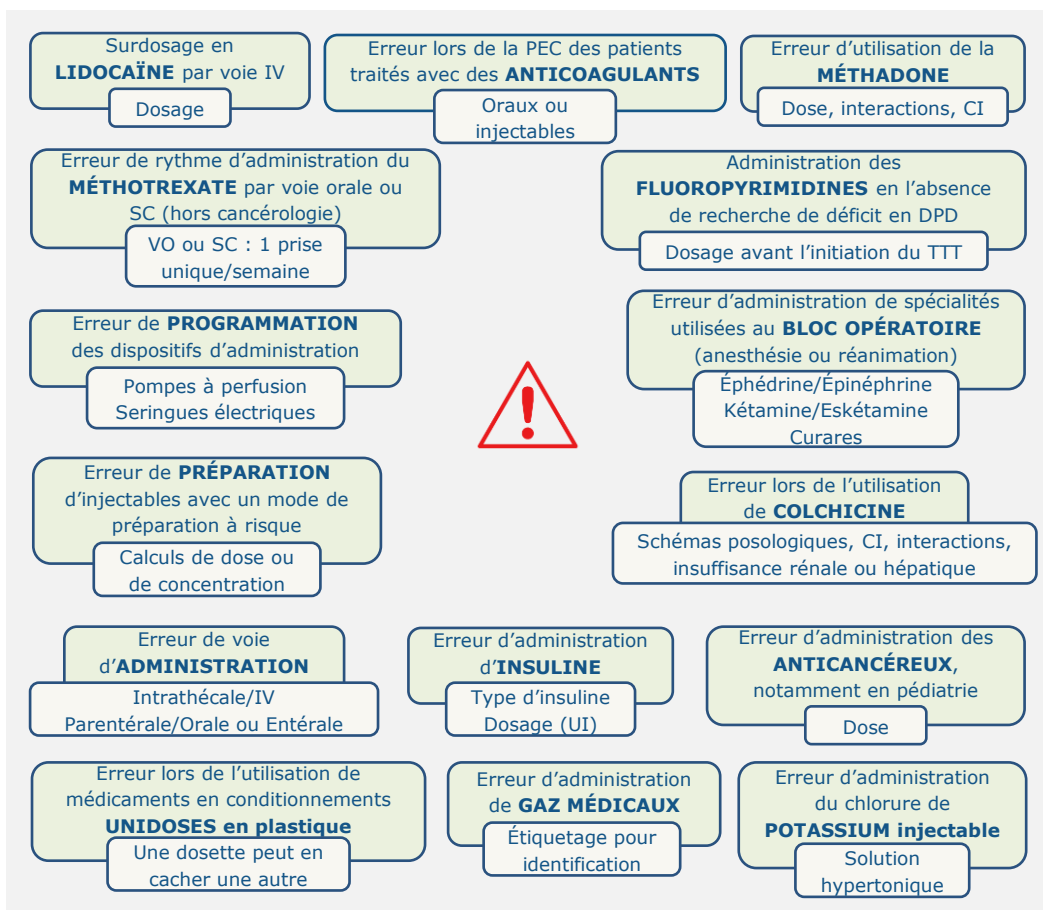 Surdosage en
LIDOCAÏNE par voie IV
Dosage
Erreur lors de la PEC des patients
traités avec des ANTICOAGULANTS
Oraux ou
injectables
Erreur d’utilisation de la
MÉTHADONE
Dose, interactions, CI
Erreur de rythme d’administration du
MÉTHOTREXATE par voie orale ou
SC (hors cancérologie)
VO ou SC : 1 prise
unique/semaine
Administration des
FLUOROPYRIMIDINES en l’absence
de recherche de déficit en DPD
Dosage avant l’initiation du TTT
Erreur de PROGRAMMATION
des dispositifs d’administration
Pompes à perfusion
Seringues électriques
Erreur d’administration de spécialités
utilisées au BLOC OPÉRATOIRE
(anesthésie ou réanimation)
Éphédrine/Épinéphrine
Kétamine/Eskétamine
Curares
Erreur de PRÉPARATION
d’injectables avec un mode de
préparation à risque
Calculs de dose ou
de concentration
Erreur lors de l’utilisation
de COLCHICINE
Schémas posologiques, CI, interactions,
insuffisance rénale ou hépatique
Erreur de voie
d’ADMINISTRATION
Intrathécale/IV
Parentérale/Orale ou Entérale
Erreur d’administration
d’INSULINE
Type d’insuline
Dosage (UI)
Erreur d’administration des
ANTICANCÉREUX,
notamment en pédiatrie
Dose
Erreur lors de l’utilisation de
médicaments en conditionnements
UNIDOSES en plastique
Une dosette peut en
cacher une autre
Erreur d’administration
de GAZ MÉDICAUX
Étiquetage pour
identification
Erreur d’administration
du chlorure de
POTASSIUM injectable
Solution
hypertonique